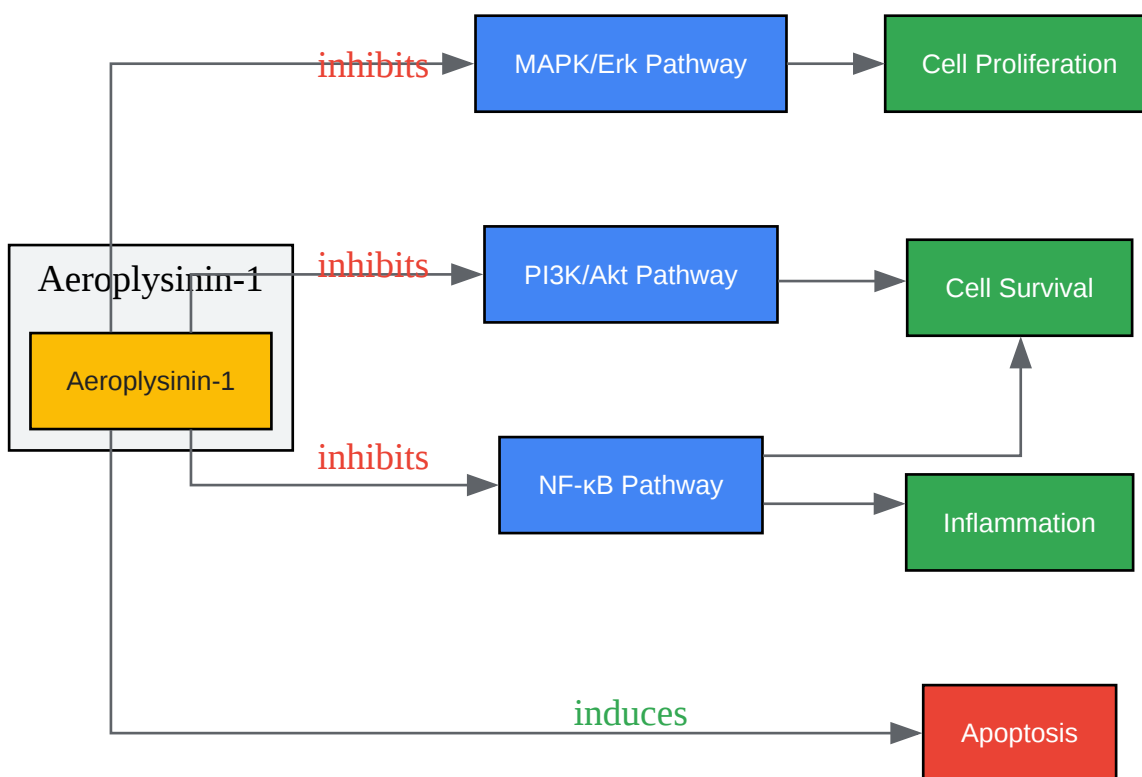 inhibits
MAPK/Erk Pathway
Cell Proliferation
Aeroplysinin-1
inhibits
PI3K/Akt Pathway
Cell Survival
Aeroplysinin-1
inhibits
NF-κB Pathway
Inflammation
induces
Apoptosis